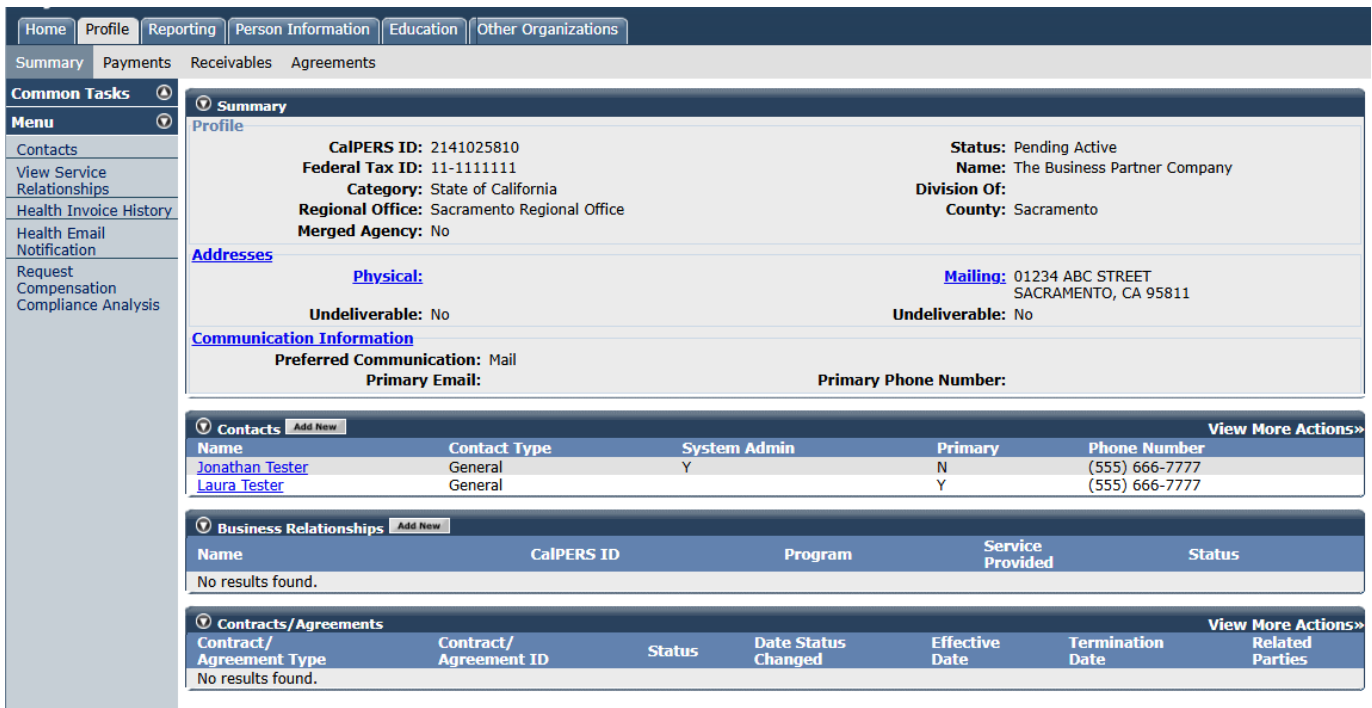 Home Profile Reporting Person Information Education Other Organizations
Summary Payments Receivables Agreements
Common Tasks
Menu
Contacts
View Service
Relationships
Health Invoice History
Health Email
Notification
Request
Compensation
Compliance Analysis
Summary
Profile
CalPERS ID: 2141025810 Status: Pending Active
Federal Tax ID: 11-1111111 Name: The Business Partner Company
Category: State of California Division Of:
Regional Office: Sacramento Regional Office County: Sacramento
Merged Agency: No
Addresses
Physical: Mailing: 01234 ABC STREET
SACRAMENTO, CA 95811
Undeliverable: No Undeliverable: No
Communication Information
Preferred Communication: Mail
Primary Email: Primary Phone Number:
Contacts Add New View More Actions»
Name Contact Type System Admin Primary Phone Number
Jonathan Tester General Y N (555) 666-7777
Laura Tester General Y (555) 666-7777
Business Relationships Add New
Name CalPERS ID Program Service Provided Status
No results found.
Contracts/Agreements View More Actions»
Contract/ Agreement Type Contract/ Agreement ID Status Date Status Changed Effective Date Termination Date Related Parties
No results found.